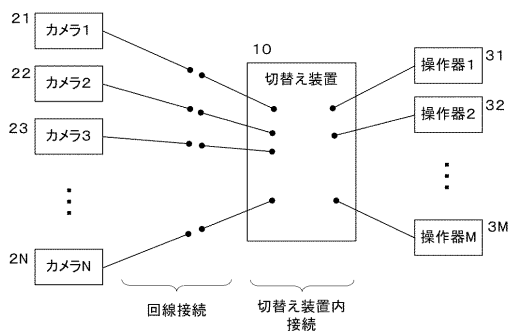 21
カメラ1
22
カメラ2
23
カメラ3
2N
カメラN
10
切替え装置
操作器1
31
操作器2
32
操作器M
3M
回線接続
切替え装置内
接続